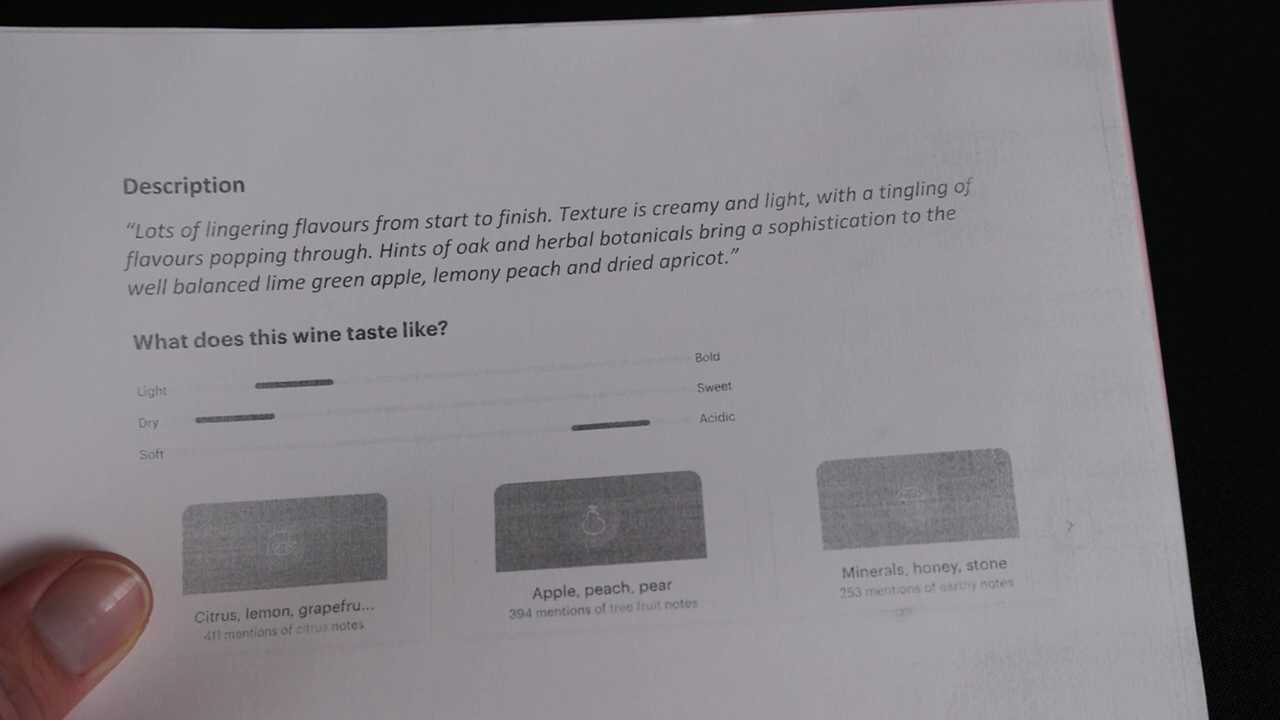 Description
“Lots of lingering flavours from start to finish. Texture is creamy and light, with a tingling of
flavours popping through. Hints of oak and herbal botanicals bring a sophistication to the
well balanced lime green apple, lemony peach and dried apricot.”
What does this wine taste like?
Light Bold
Dry Sweet
Soft Acidic
Citrus, lemon, grapefru... Apple, peach, pear Minerals, honey, stone
411 mentions of citrus notes 394 mentions of tree fruit notes 253 mentions of earthy notes